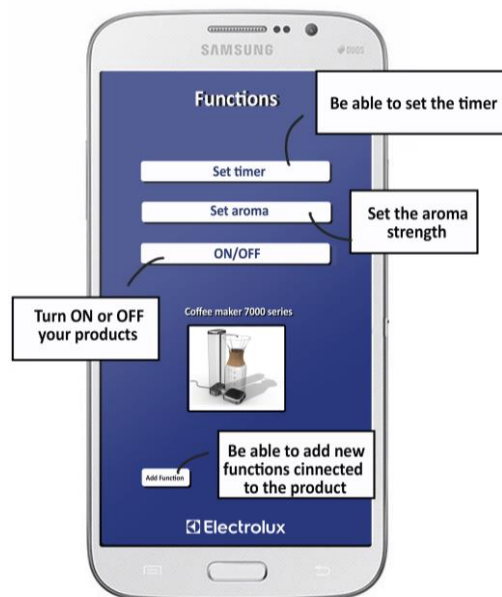 SAMSUNG
DUOS
Functions
Be able to set the timer
Set timer
Set aroma
Set the aroma
strength
ON/OFF
Turn ON or OFF
your products
Coffee maker 7000 series
Be able to add new
functions cinnected
to the product
Add Function
Electrolux